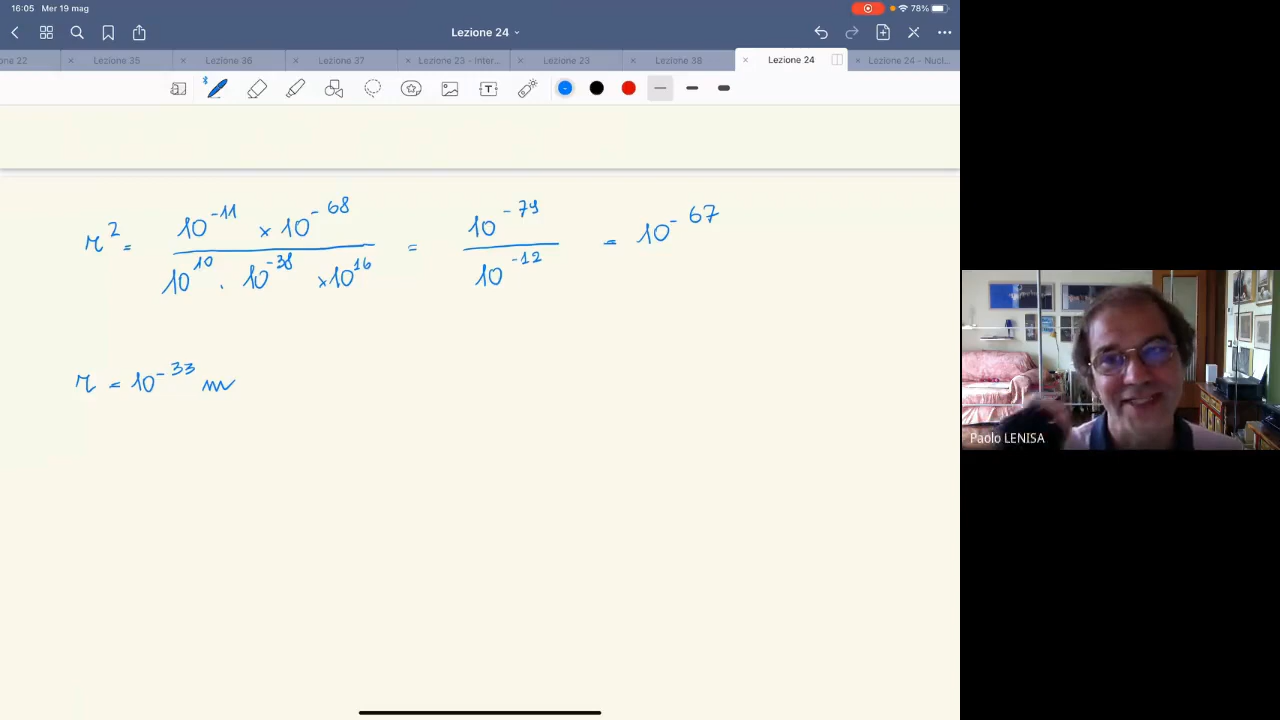 16:05 Mer 19 mag
78%
Lezione 24
ne 22
Lezione 35
Lezione 36
Lezione 37
Lezione 23 - Inter...
Lezione 23
Lezione 38
Lezione 24
Lezione 24 - Nucl...
r² = (10⁻¹¹ × 10⁻⁶⁸) / (10¹⁰ · 10⁻³⁸ × 10¹⁶) = 10⁻⁷⁹ / 10⁻¹² = 10⁻⁶⁷
r = 10⁻³³ m
Paolo LENISA